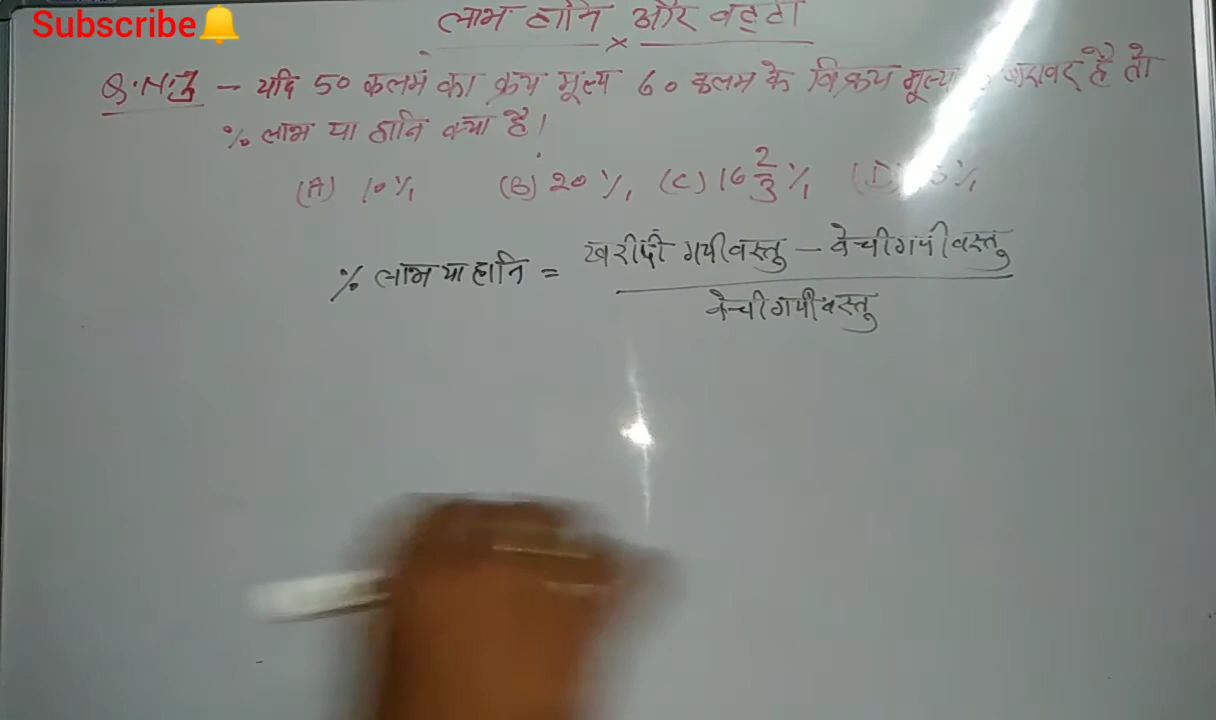 Subscribe🔔
लाभ हानि और बट्टा
×
Q.N.3 - यदि 50 कलम का क्रय मूल्य 60 कलम के विक्रय मूल्य बराबर है तो
% लाभ या हानि क्या है।
(A) 10% (B) 20%, (C) 16 2/3 % (D) %
% लाभ या हानि = खरीदी गयी वस्तु - बेची गयी वस्तु
बेची गयी वस्तु